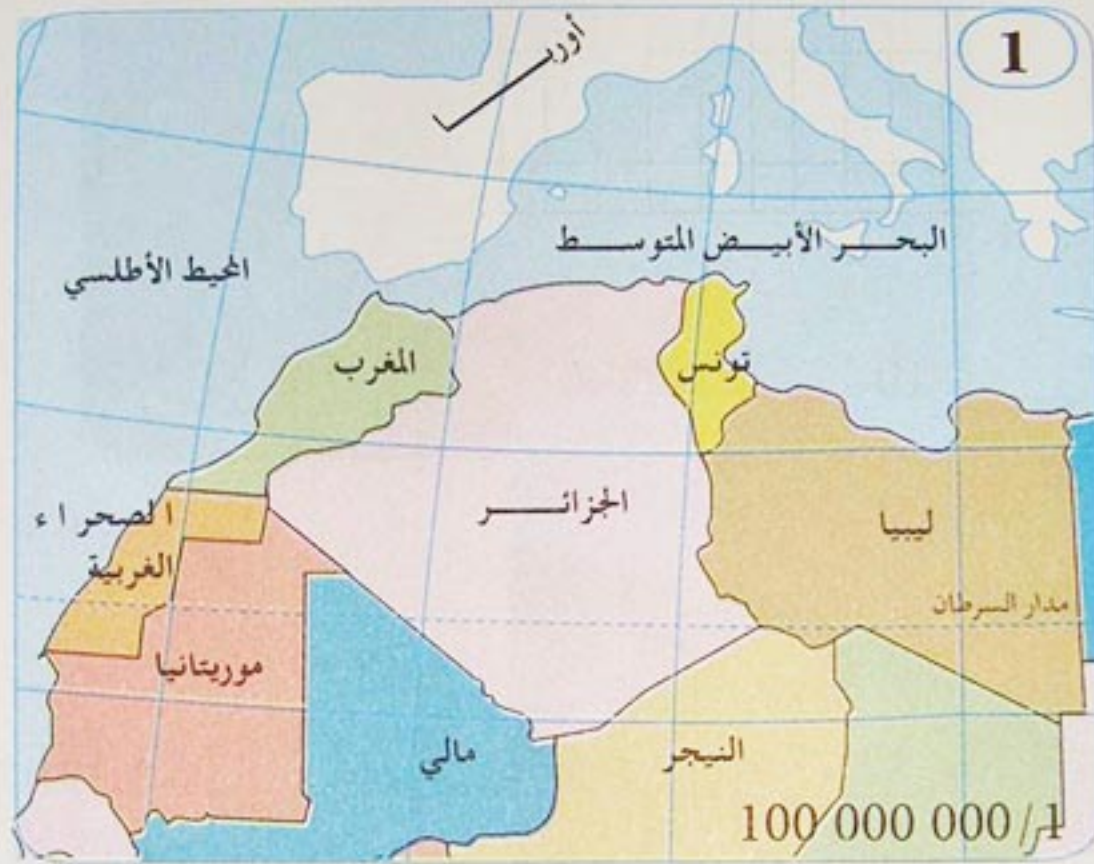 1
أوربا
البحر الأبيض المتوسط
المحيط الأطلسي
المغرب
تونس
الجزائر
ليبيا
الصحراء
الغربية
مدار السرطان
موريتانيا
مالي
النيجر
100 000 000/1